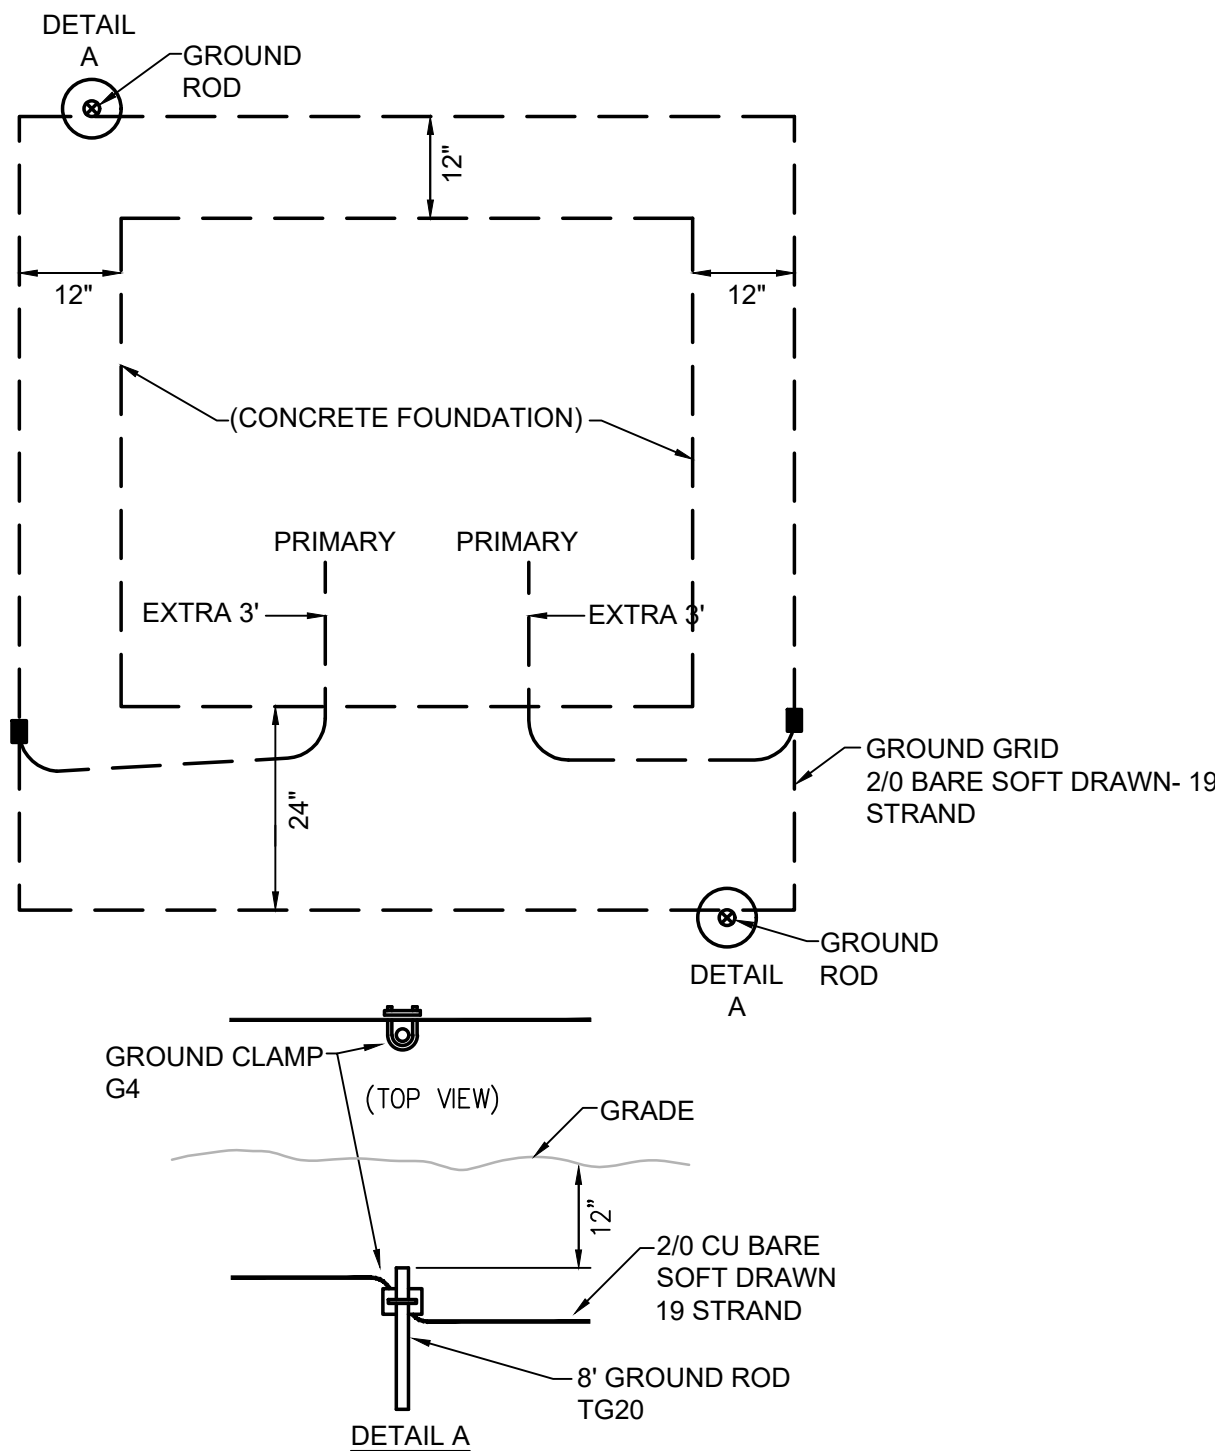 DETAIL
A
GROUND
ROD
12"
12"
12"
(CONCRETE FOUNDATION)
PRIMARY
PRIMARY
EXTRA 3'
EXTRA 3'
GROUND GRID
2/0 BARE SOFT DRAWN- 19
STRAND
24"
GROUND
ROD
DETAIL
A
GROUND CLAMP
G4
(TOP VIEW)
GRADE
12"
2/0 CU BARE
SOFT DRAWN
19 STRAND
8' GROUND ROD
TG20
DETAIL A